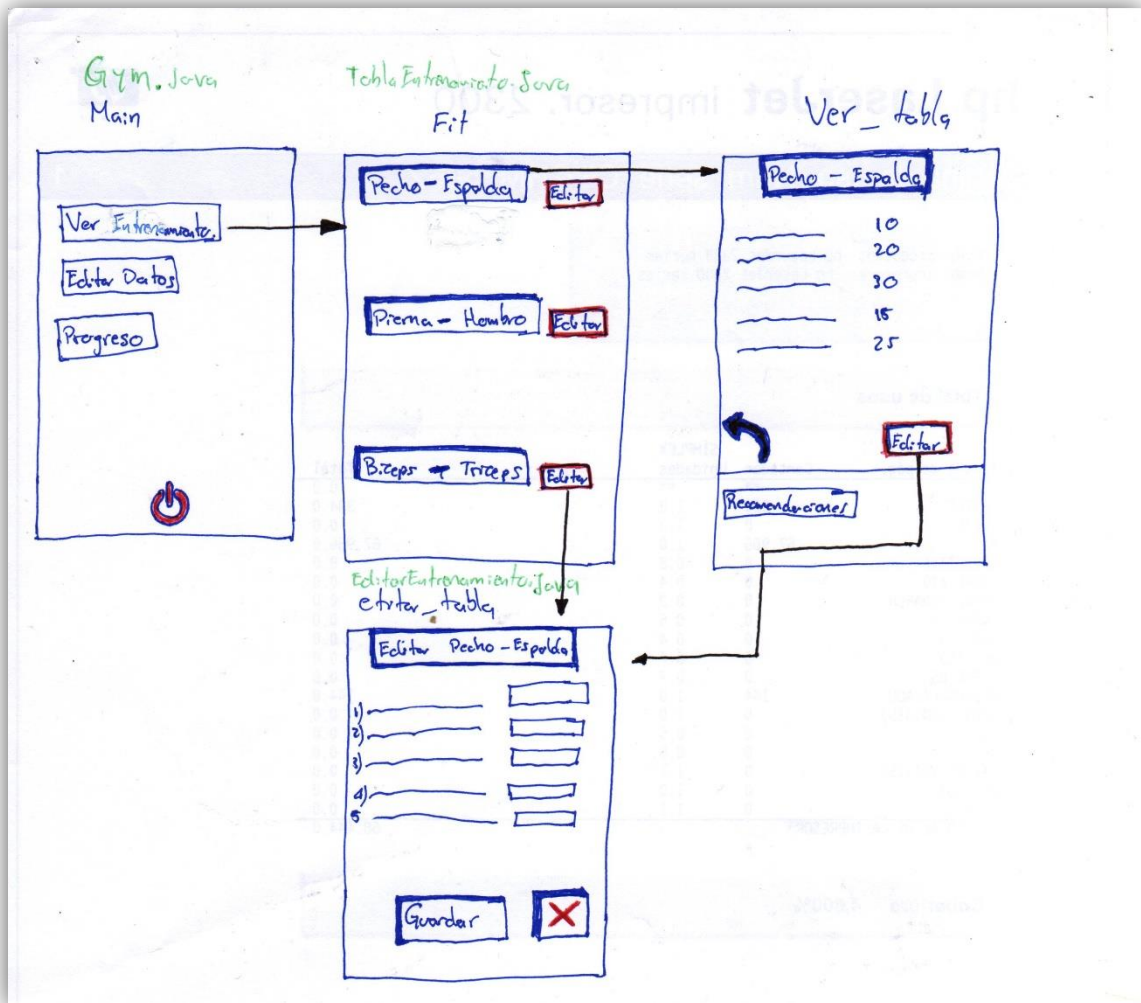 Gym.Java
Main
Ver Entrenamiento
Editar Datos
Progreso
TablaEntrenamiento.Java
Fit
Pecho-Espalda
Editar
Pierna - Hombro
Editar
Biceps - Triceps
Editar
Ver_tabla
Pecho - Espalda
10
20
30
15
25
Editar
Recomendaciones
EditarEntrenamiento.Java
Editar Pecho-Espalda
1)
2)
3)
4)
5
Guardar
hp LaserJet impresor. 2300